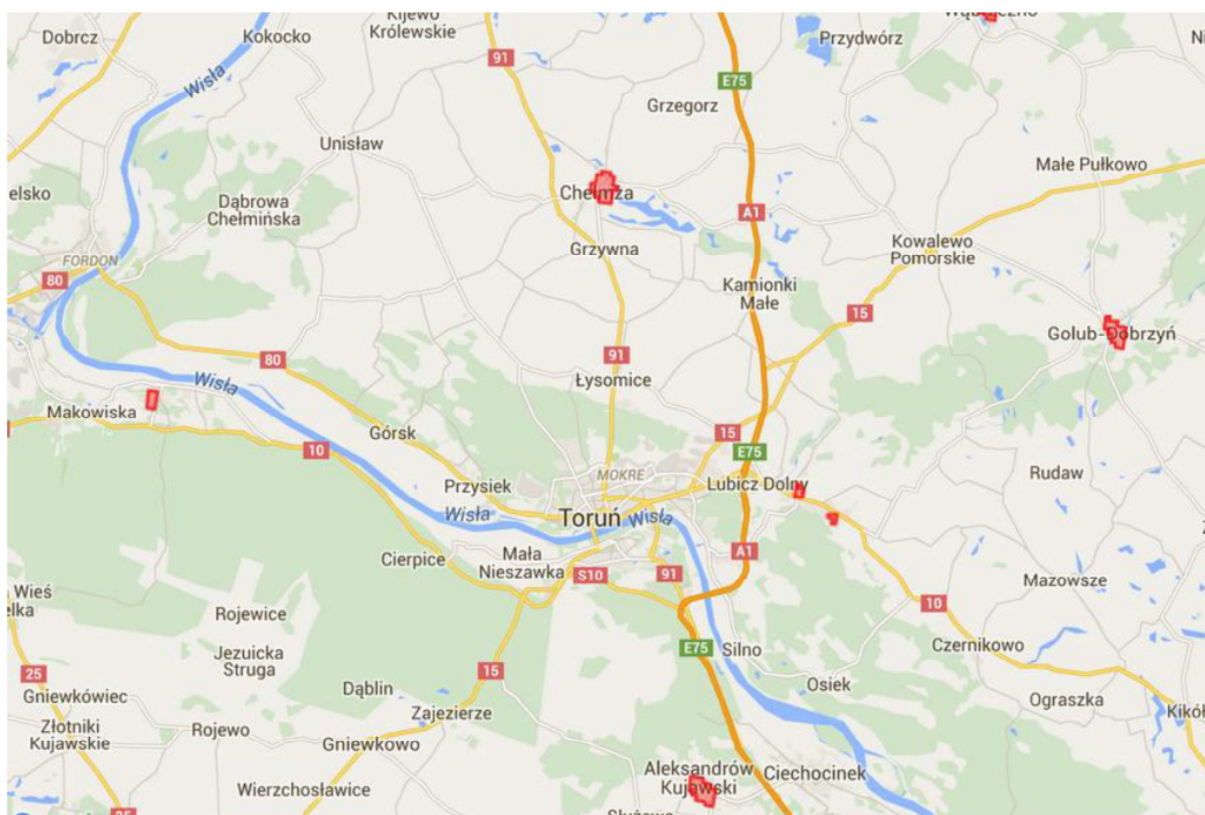 Dobrcz
Kokocko
Kijewo
Królewskie
Przydwórz
91
E75
Wisła
Grzegorz
Unisław
Małe Pułkowo
elsko
Dąbrowa
Chełmińska
Chełmża
A1
Grzywna
Kowalewo
Pomorskie
FORDON
80
Kamionki
Małe
15
Golub-Dobrzyń
80
91
Łysomice
Wisła
Makowiska
Górsk
15
10
E75
MOKRE
Rudaw
Lubicz Dolny
Przysiek
Wisła
Toruń
Wisła
Cierpice
Mała
Nieszawka
A1
S10
91
Mazowsze
Wieś
elka
Rojewice
10
Jezuicka
Struga
E75
Silno
Czernikowo
25
15
Gniewkówiec
Dąblin
Osiek
Ograszka
Zajezierze
Kikół
Złotniki
Kujawskie
Rojewo
Gniewkowo
Aleksandrów
Kujawski
Ciechocinek
Wierzchosławice